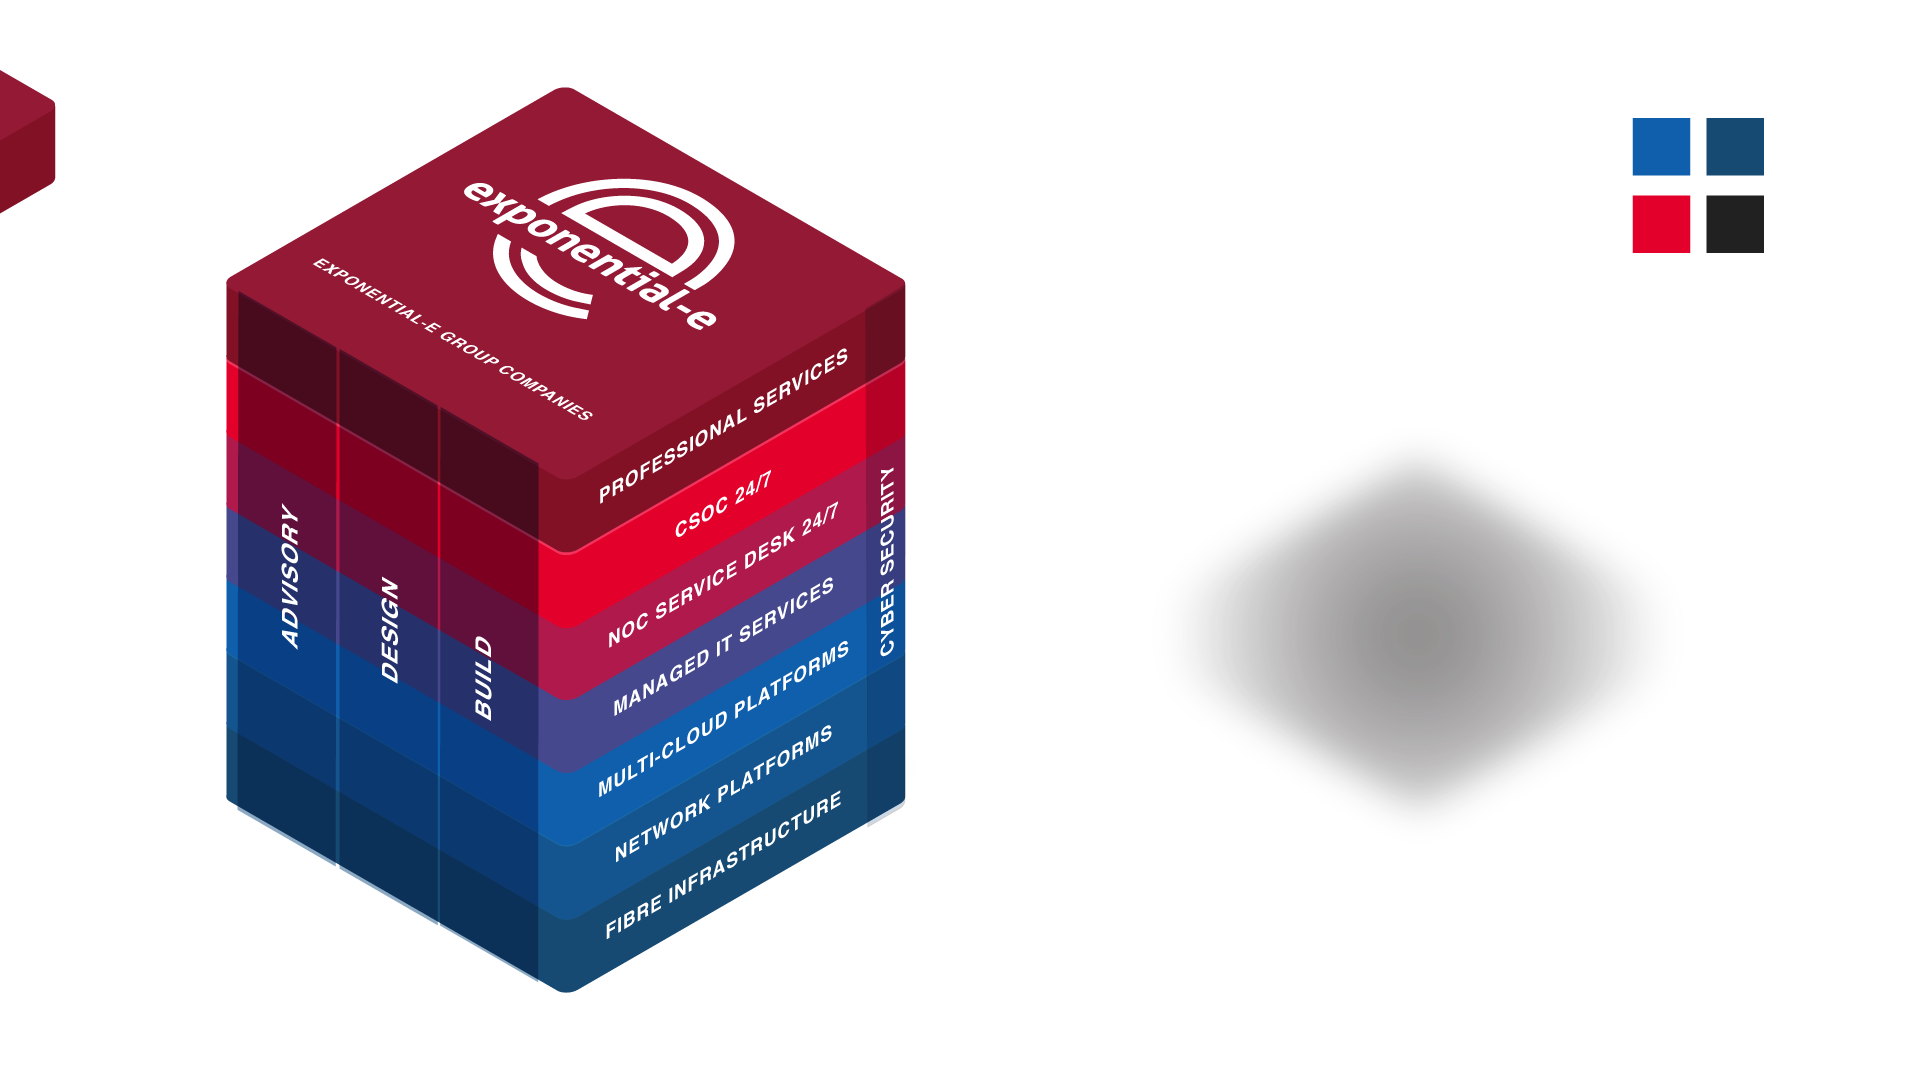 exponential-e
EXPONENTIAL-E GROUP COMPANIES
PROFESSIONAL SERVICES
CSOC 24/7
NOC SERVICE DESK 24/7
MANAGED IT SERVICES
MULTI-CLOUD PLATFORMS
NETWORK PLATFORMS
FIBRE INFRASTRUCTURE
CYBER SECURITY
ADVISORY
DESIGN
BUILD